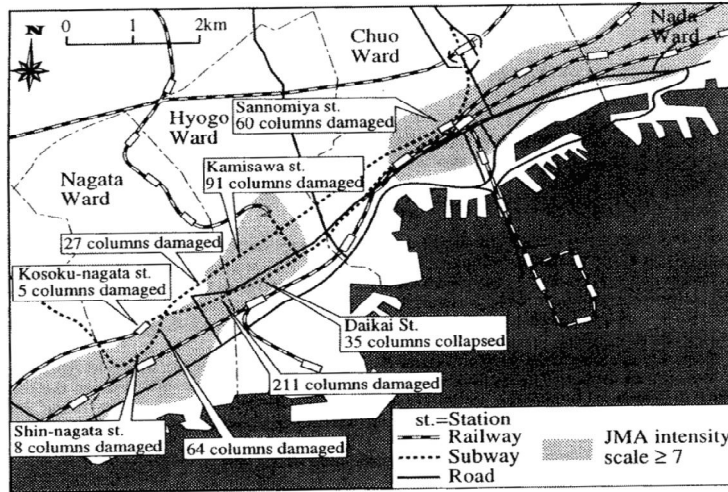 N
0 1 2km
Chuo
Ward
Nada
Ward
Hyogo
Ward
Sannomiya st.
60 columns damaged
Kamisawa st.
91 columns damaged
Nagata
Ward
27 columns damaged
Kosoku-nagata st.
5 columns damaged
Daikai St.
35 columns collapsed
211 columns damaged
Shin-nagata st.
8 columns damaged
64 columns damaged
st.=Station
Railway
Subway
Road
JMA intensity
scale ≥ 7